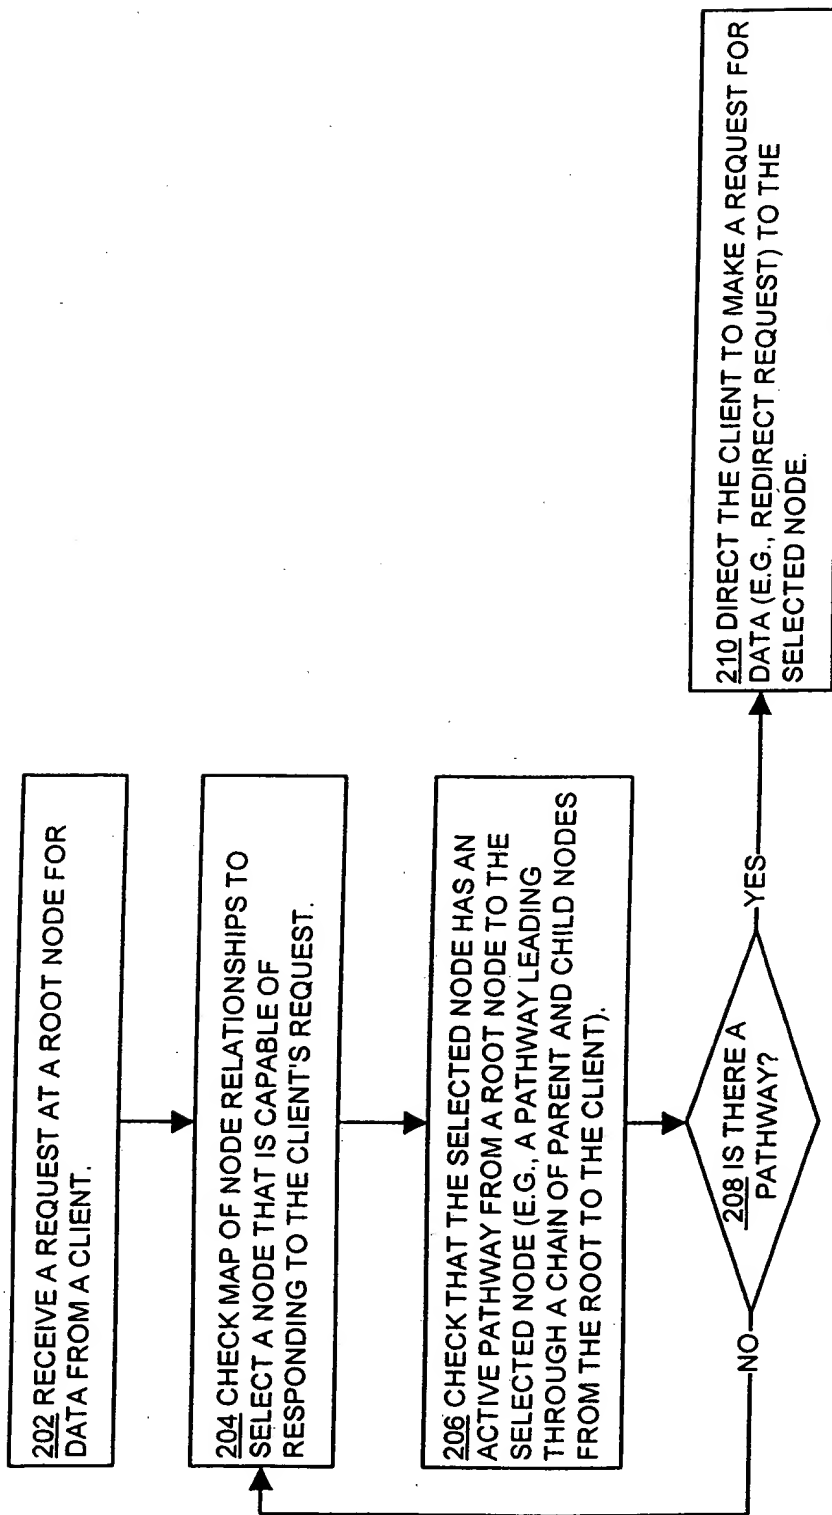 202 RECEIVE A REQUEST AT A ROOT NODE FOR
DATA FROM A CLIENT.
204 CHECK MAP OF NODE RELATIONSHIPS TO
SELECT A NODE THAT IS CAPABLE OF
RESPONDING TO THE CLIENT'S REQUEST.
206 CHECK THAT THE SELECTED NODE HAS AN
ACTIVE PATHWAY FROM A ROOT NODE TO THE
SELECTED NODE (E.G., A PATHWAY LEADING
THROUGH A CHAIN OF PARENT AND CHILD NODES
FROM THE ROOT TO THE CLIENT).
208 IS THERE A
PATHWAY?
NO
YES
210 DIRECT THE CLIENT TO MAKE A REQUEST FOR
DATA (E.G., REDIRECT REQUEST) TO THE
SELECTED NODE.